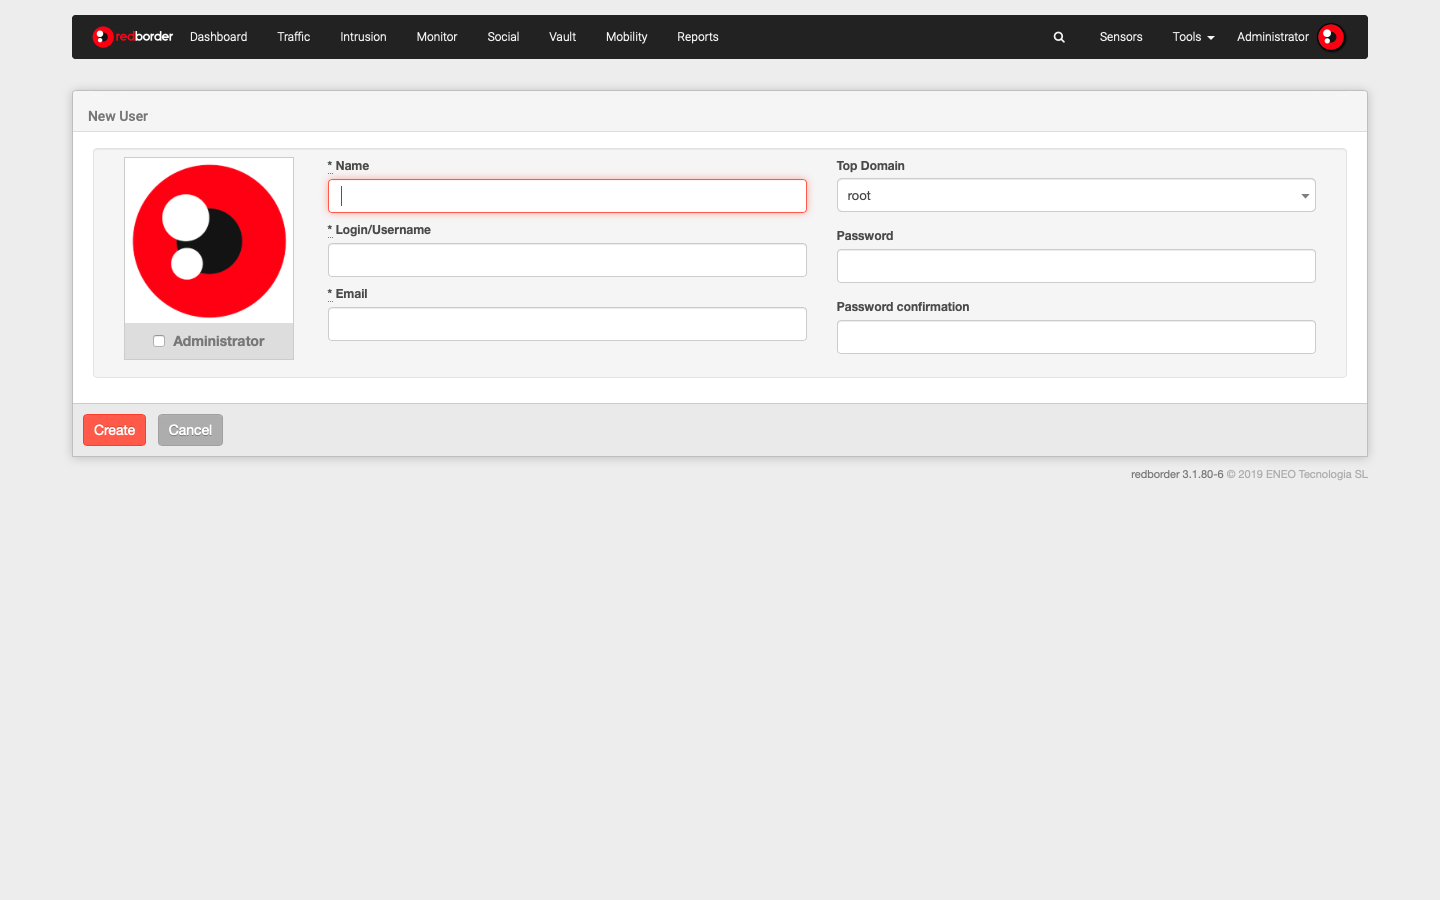 redborder Dashboard Traffic Intrusion Monitor Social Vault Mobility Reports Sensors Tools Administrator
New User
* Name
* Login/Username
* Email
Administrator
Top Domain
root
Password
Password confirmation
Create Cancel
redborder 3.1.80-6 © 2019 ENEO Tecnologia SL